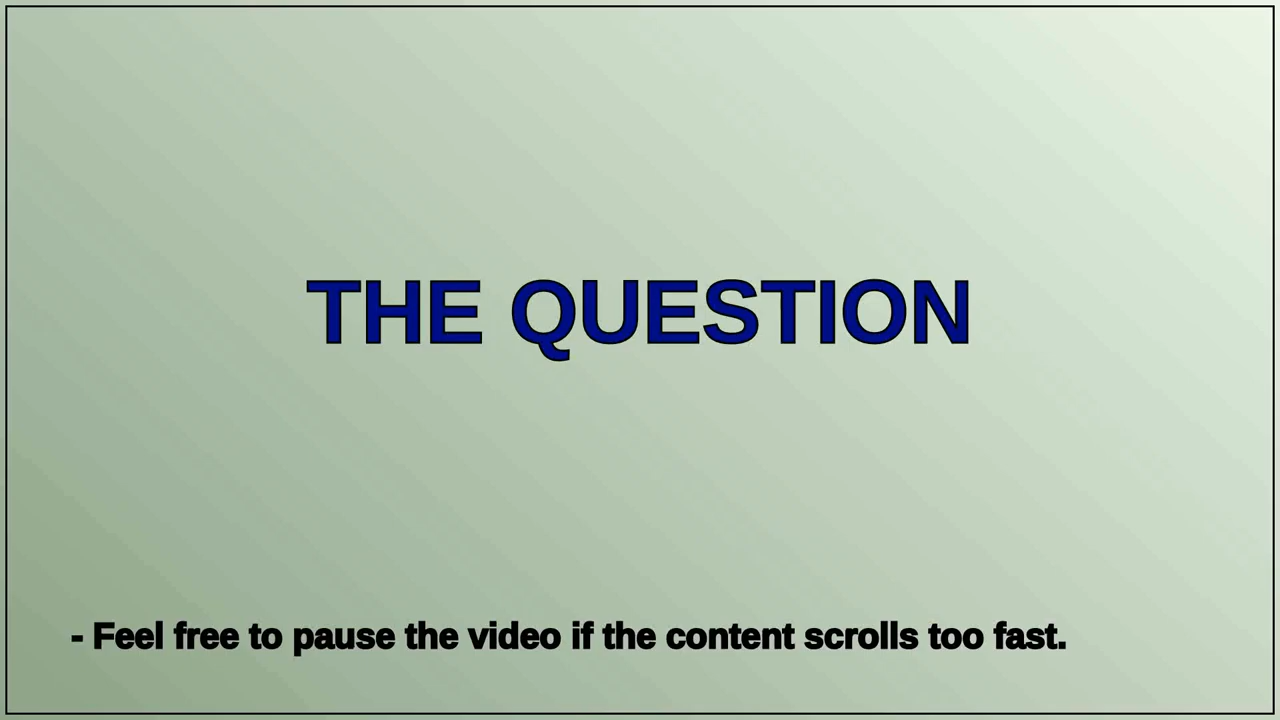 THE QUESTION
- Feel free to pause the video if the content scrolls too fast.